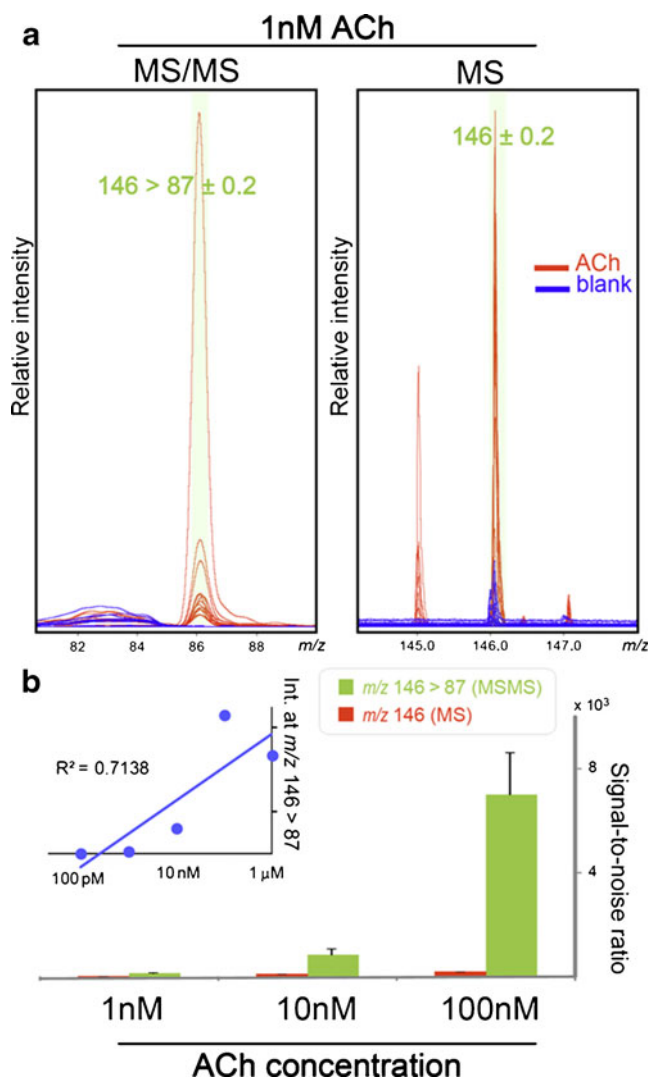 a
1nM ACh
MS/MS
MS
146 > 87 ± 0.2
146 ± 0.2
ACh
blank
Relative intensity
Relative intensity
82 84 86 88 m/z
145.0 146.0 147.0 m/z
b
m/z 146 > 87 (MSMS)
m/z 146 (MS)
x 10³
R² = 0.7138
Int. at m/z 146 > 87
100 pM 10 nM 1 µM
8
4
Signal-to-noise ratio
1nM 10nM 100nM
ACh concentration